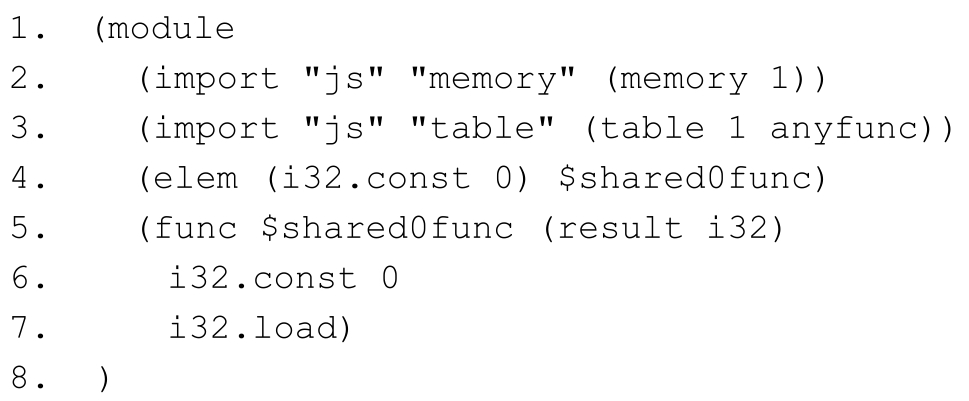 1. (module
2. (import "js" "memory" (memory 1))
3. (import "js" "table" (table 1 anyfunc))
4. (elem (i32.const 0) $shared0func)
5. (func $shared0func (result i32)
6. i32.const 0
7. i32.load)
8. )